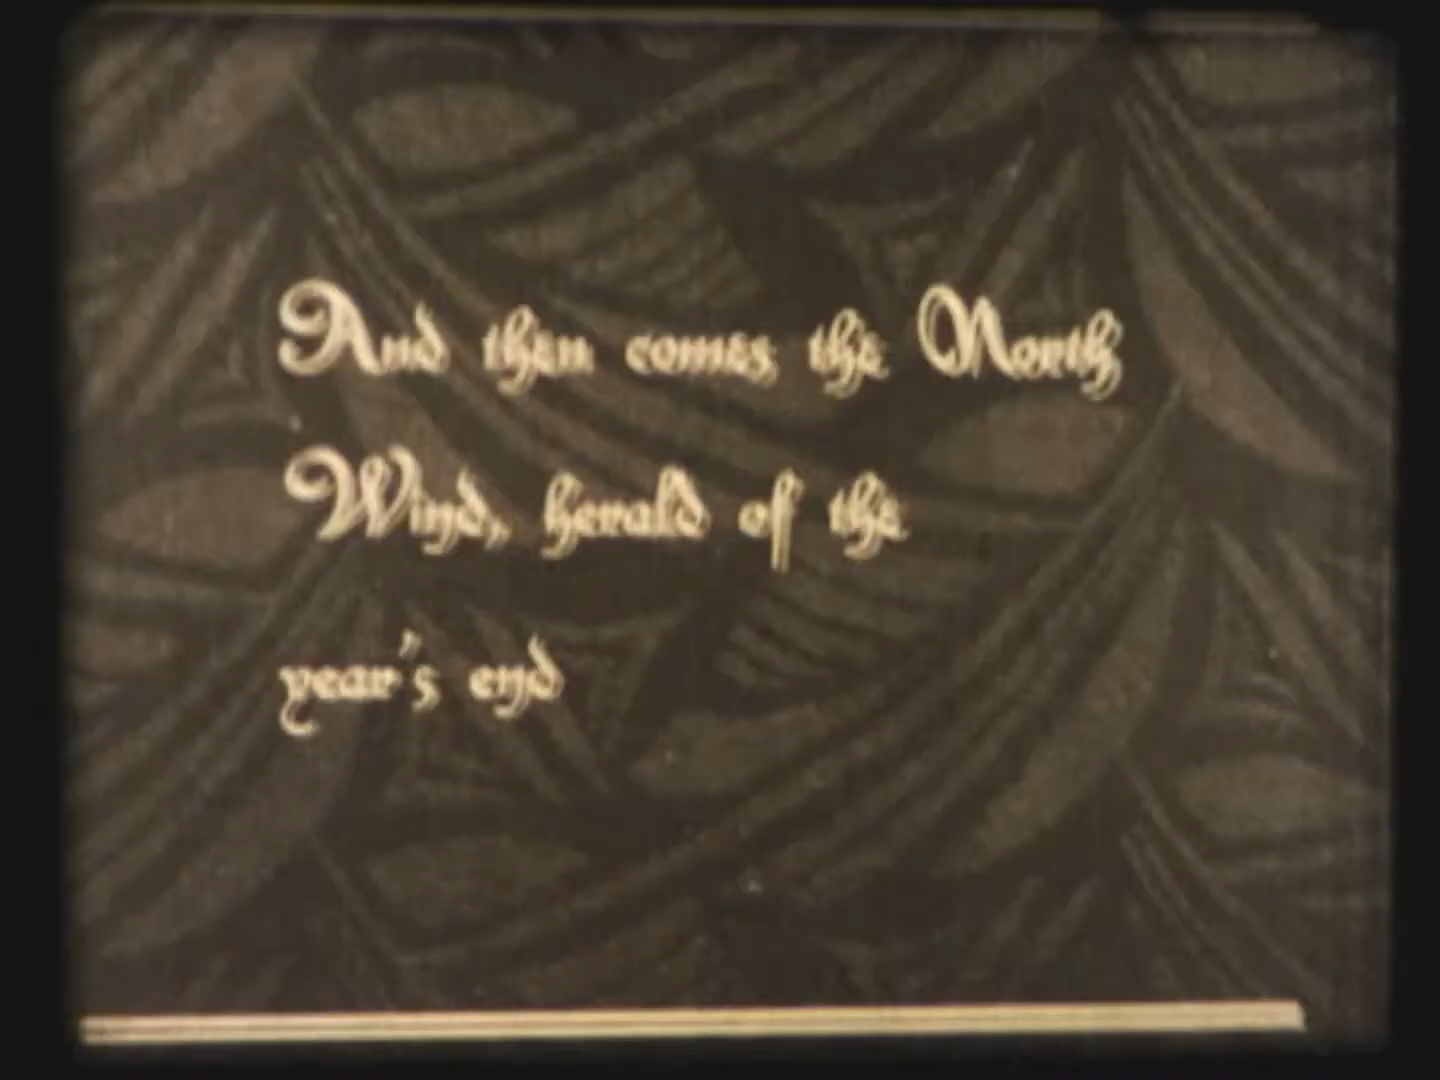 And then comes the North
Wind, herald of the
year's end